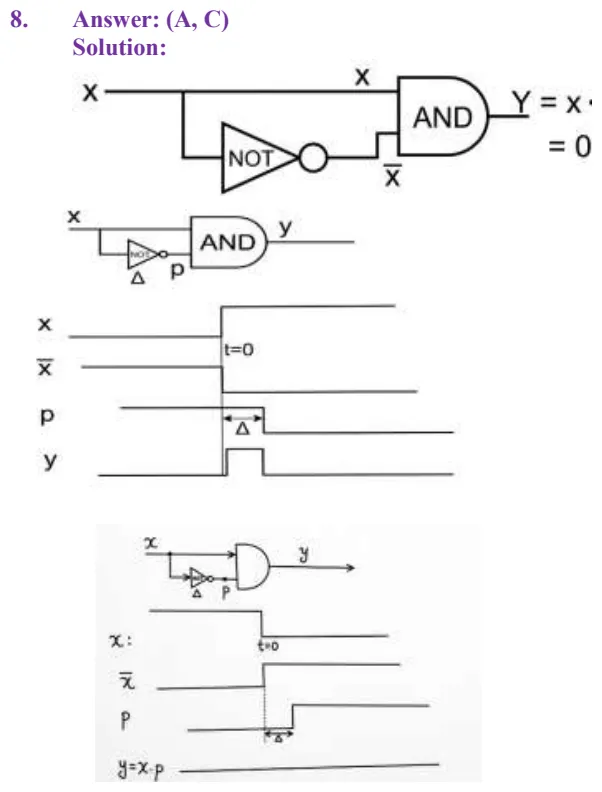 8. Answer: (A, C)
Solution:
X
x
NOT
x̅
AND
Y = x ·
= 0
x
NOT
Δ
p
AND
y
x
t=0
x̅
p
Δ
y
x
Δ
P
y
x:
t=0
x̅
P
Δ
y=x·p